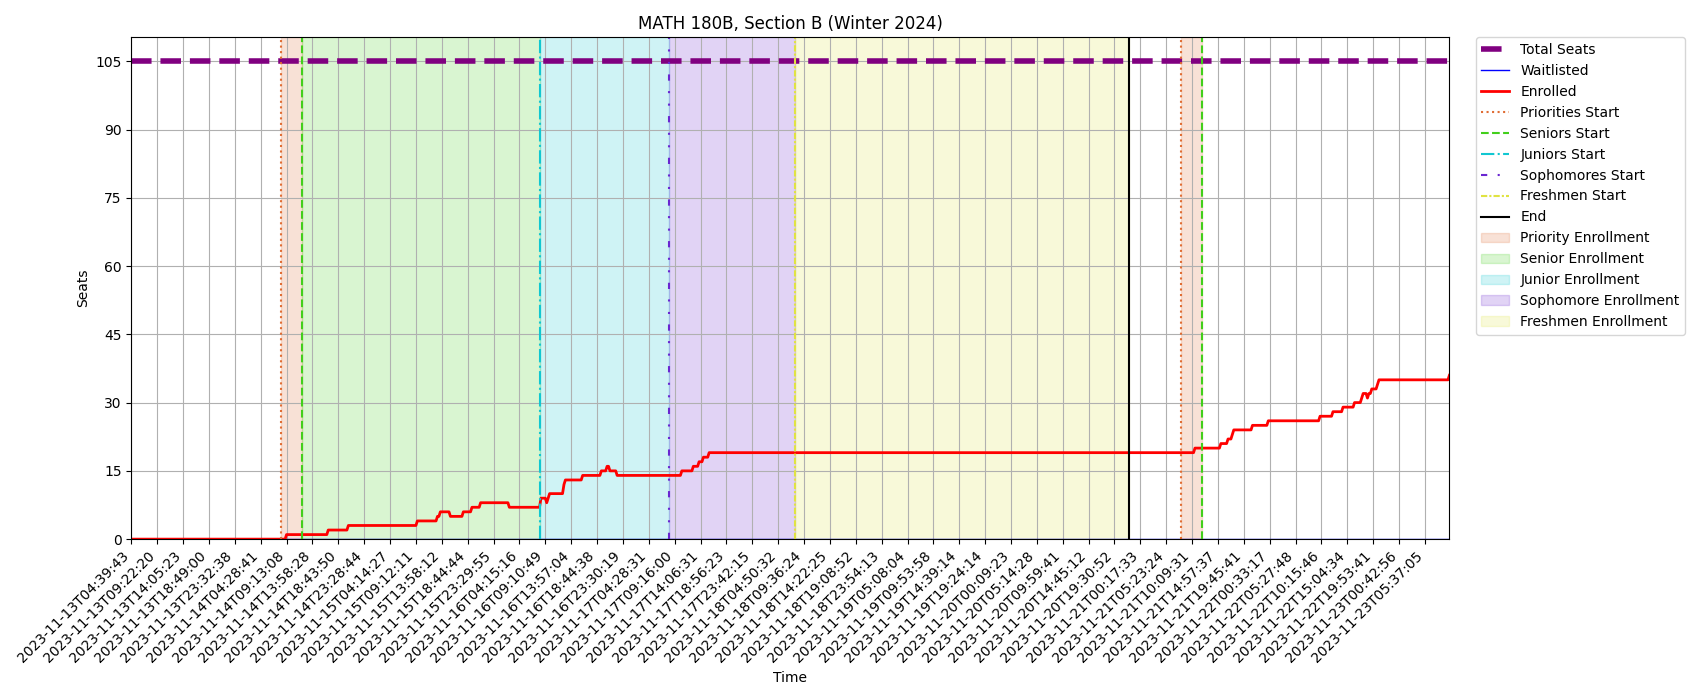 MATH 180B, Section B (Winter 2024)
Total Seats
Waitlisted
Enrolled
Priorities Start
Seniors Start
Juniors Start
Sophomores Start
Freshmen Start
End
Priority Enrollment
Senior Enrollment
Junior Enrollment
Sophomore Enrollment
Freshmen Enrollment
Seats
105
90
75
60
45
30
15
0
2023-11-13T04:39:43
2023-11-13T09:22:20
2023-11-13T14:05:23
2023-11-13T18:49:00
2023-11-13T23:32:38
2023-11-14T04:28:41
2023-11-14T09:13:08
2023-11-14T13:58:28
2023-11-14T18:43:50
2023-11-14T23:28:44
2023-11-15T04:14:27
2023-11-15T09:12:11
2023-11-15T13:58:12
2023-11-15T18:44:44
2023-11-15T23:29:55
2023-11-16T04:15:16
2023-11-16T09:10:49
2023-11-16T13:57:04
2023-11-16T18:44:38
2023-11-16T23:30:19
2023-11-17T04:28:31
2023-11-17T09:16:00
2023-11-17T14:06:31
2023-11-17T18:56:23
2023-11-17T23:42:15
2023-11-18T04:50:32
2023-11-18T09:36:24
2023-11-18T14:22:25
2023-11-18T19:08:52
2023-11-18T23:54:13
2023-11-19T05:08:04
2023-11-19T09:53:58
2023-11-19T14:39:14
2023-11-19T19:24:14
2023-11-20T00:09:23
2023-11-20T05:14:28
2023-11-20T09:59:41
2023-11-20T14:45:12
2023-11-20T19:30:52
2023-11-21T00:17:33
2023-11-21T05:23:24
2023-11-21T10:09:31
2023-11-21T14:57:37
2023-11-21T19:45:41
2023-11-22T00:33:17
2023-11-22T05:27:48
2023-11-22T10:15:46
2023-11-22T15:04:34
2023-11-22T19:53:41
2023-11-23T00:42:56
2023-11-23T05:37:05
Time